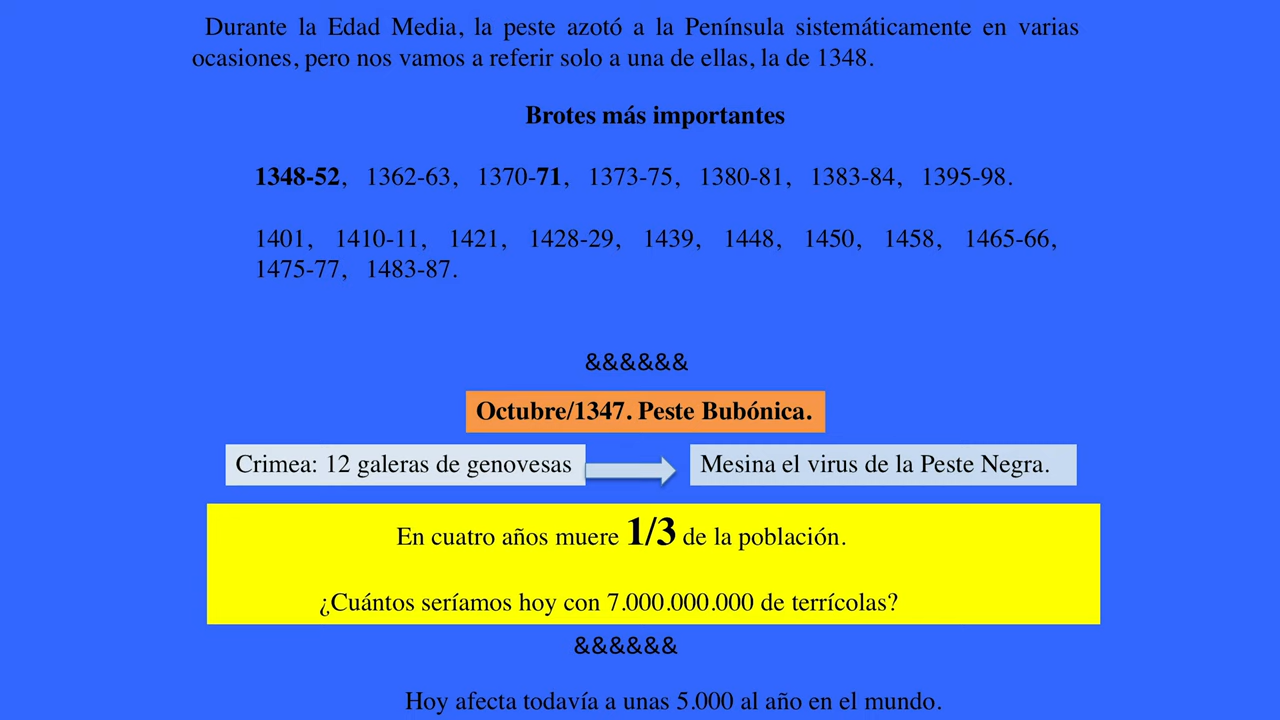 Durante la Edad Media, la peste azotó a la Península sistemáticamente en varias
ocasiones, pero nos vamos a referir solo a una de ellas, la de 1348.
Brotes más importantes
1348-52, 1362-63, 1370-71, 1373-75, 1380-81, 1383-84, 1395-98.
1401, 1410-11, 1421, 1428-29, 1439, 1448, 1450, 1458, 1465-66,
1475-77, 1483-87.
&&&&&&
Octubre/1347. Peste Bubónica.
Crimea: 12 galeras de genovesas
Mesina el virus de la Peste Negra.
En cuatro años muere 1/3 de la población.
¿Cuántos seríamos hoy con 7.000.000.000 de terrícolas?
&&&&&&
Hoy afecta todavía a unas 5.000 al año en el mundo.